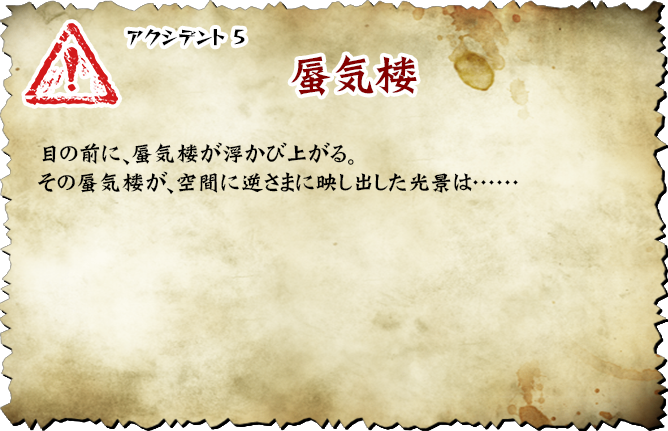 アクシデント 5
蜃気楼
目の前に、蜃気楼が浮かび上がる。
その蜃気楼が、空間に逆さまに映し出した光景は……